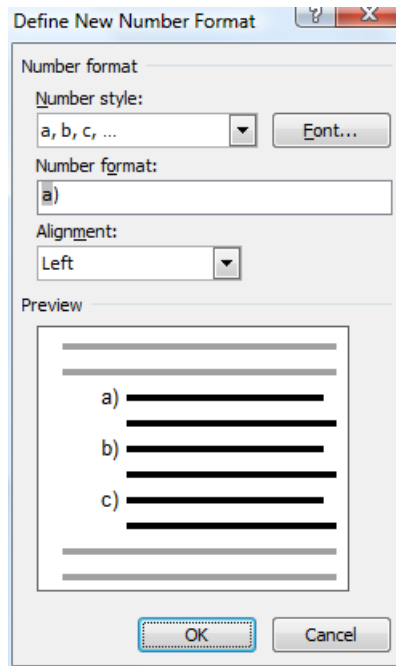 Define New Number Format
Number format
Number style:
a, b, c, ...
Font...
Number format:
a)
Alignment:
Left
Preview
a)
b)
c)
OK
Cancel